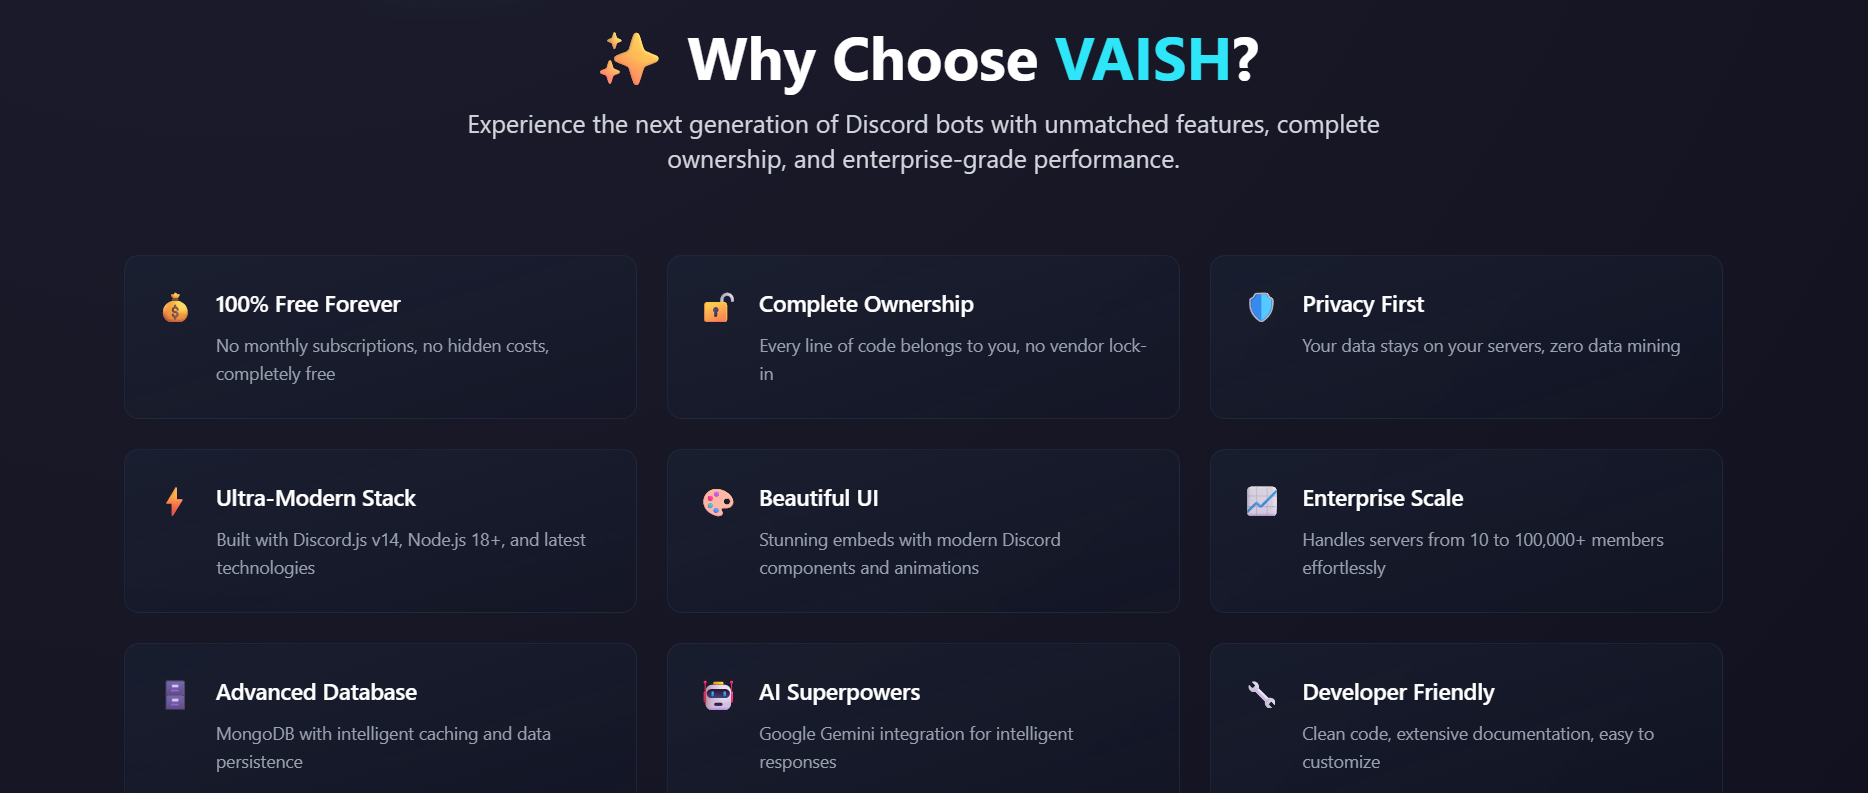 Why Choose VAISH?
Experience the next generation of Discord bots with unmatched features, complete
ownership, and enterprise-grade performance.
100% Free Forever
No monthly subscriptions, no hidden costs,
completely free
Complete Ownership
Every line of code belongs to you, no vendor lock-
in
Privacy First
Your data stays on your servers, zero data mining
Ultra-Modern Stack
Built with Discord.js v14, Node.js 18+, and latest
technologies
Beautiful UI
Stunning embeds with modern Discord
components and animations
Enterprise Scale
Handles servers from 10 to 100,000+ members
effortlessly
Advanced Database
MongoDB with intelligent caching and data
persistence
AI Superpowers
Google Gemini integration for intelligent
responses
Developer Friendly
Clean code, extensive documentation, easy to
customize